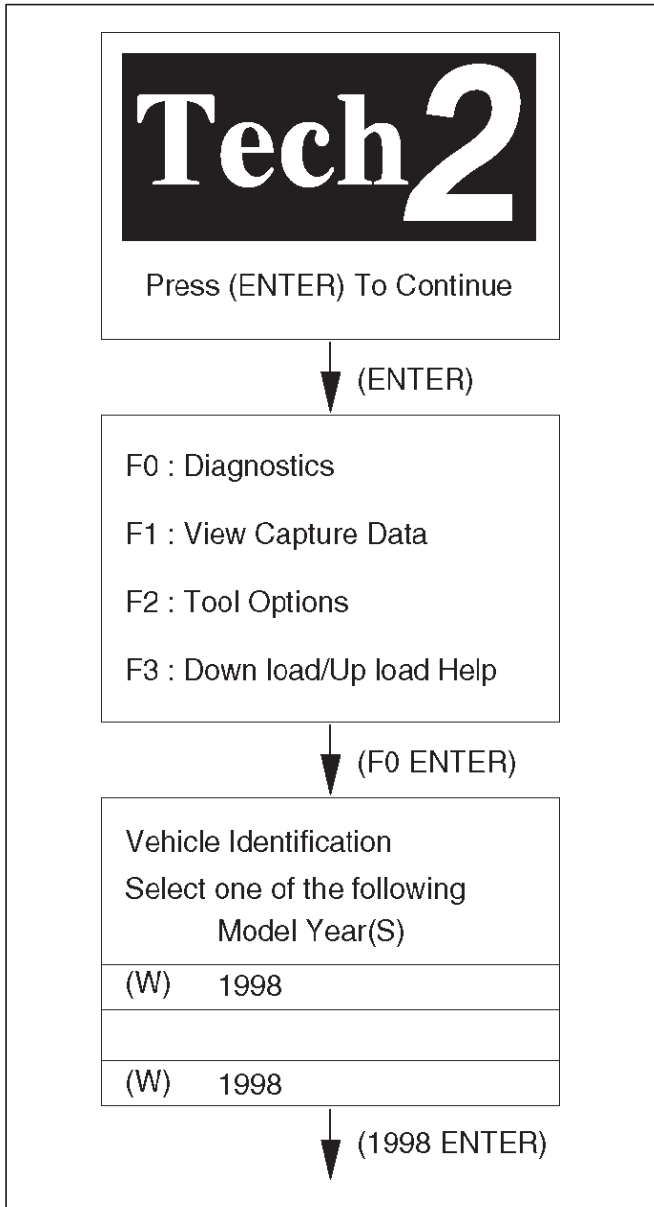 Tech2
Press (ENTER) To Continue
(ENTER)
F0 : Diagnostics
F1 : View Capture Data
F2 : Tool Options
F3 : Down load/Up load Help
(F0 ENTER)
Vehicle Identification
Select one of the following
Model Year(S)
(W) 1998
(W) 1998
(1998 ENTER)